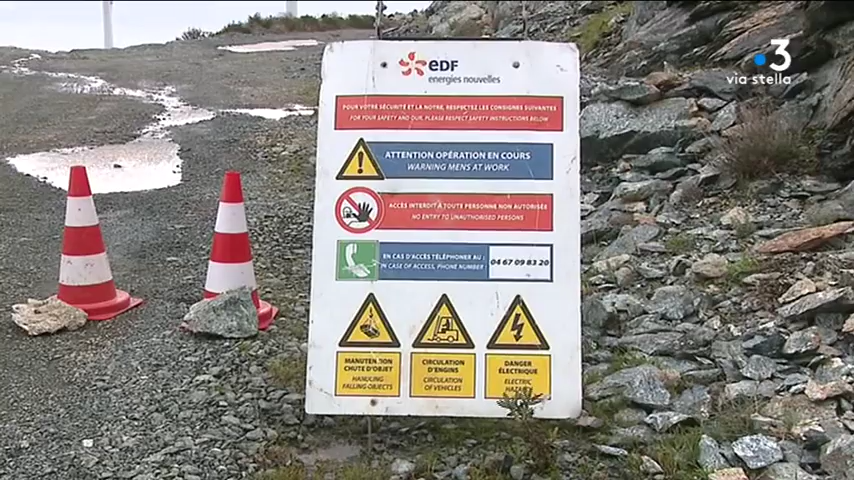 3
via stella
eDF
energies nouvelles
POUR VOTRE SÉCURITÉ ET LA NOTRE, RESPECTEZ LES CONSIGNES SUIVANTES
FOR YOUR SAFETY AND OUR, PLEASE RESPECT SAFETY INSTRUCTIONS BELOW
ATTENTION OPÉRATION EN COURS
WARNING MENS AT WORK
ACCÈS INTERDIT À TOUTE PERSONNE NON AUTORISÉE
NO ENTRY TO UNAUTHORISED PERSONS
EN CAS D'ACCÈS TÉLÉPHONER AU :
IN CASE OF ACCESS, PHONE NUMBER
04 67 09 83 20
MANUTENTION
CHUTE D'OBJET
HANDLING
FALLING OBJECTS
CIRCULATION
D'ENGINS
CIRCULATION
OF VEHICLES
DANGER
ÉLECTRIQUE
ELECTRIC